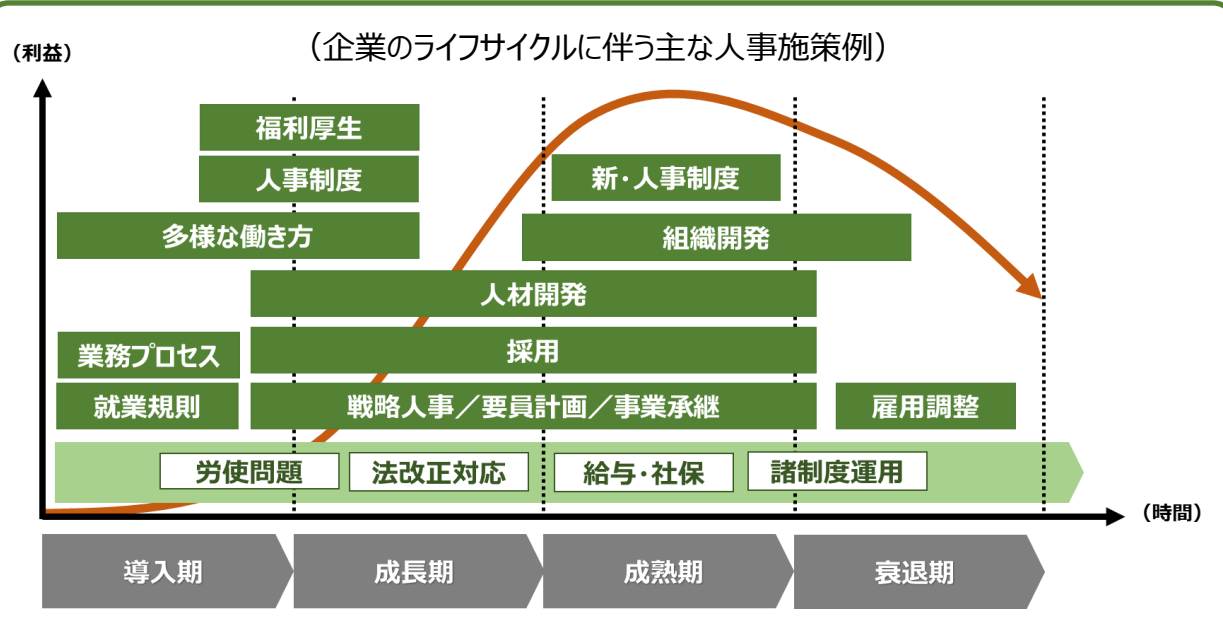 （利益）
（企業のライフサイクルに伴う主な人事施策例）
福利厚生
人事制度
新・人事制度
多様な働き方
組織開発
人材開発
業務プロセス
採用
就業規則
戦略人事／要員計画／事業承継
雇用調整
労使問題
法改正対応
給与・社保
諸制度運用
（時間）
導入期
成長期
成熟期
衰退期